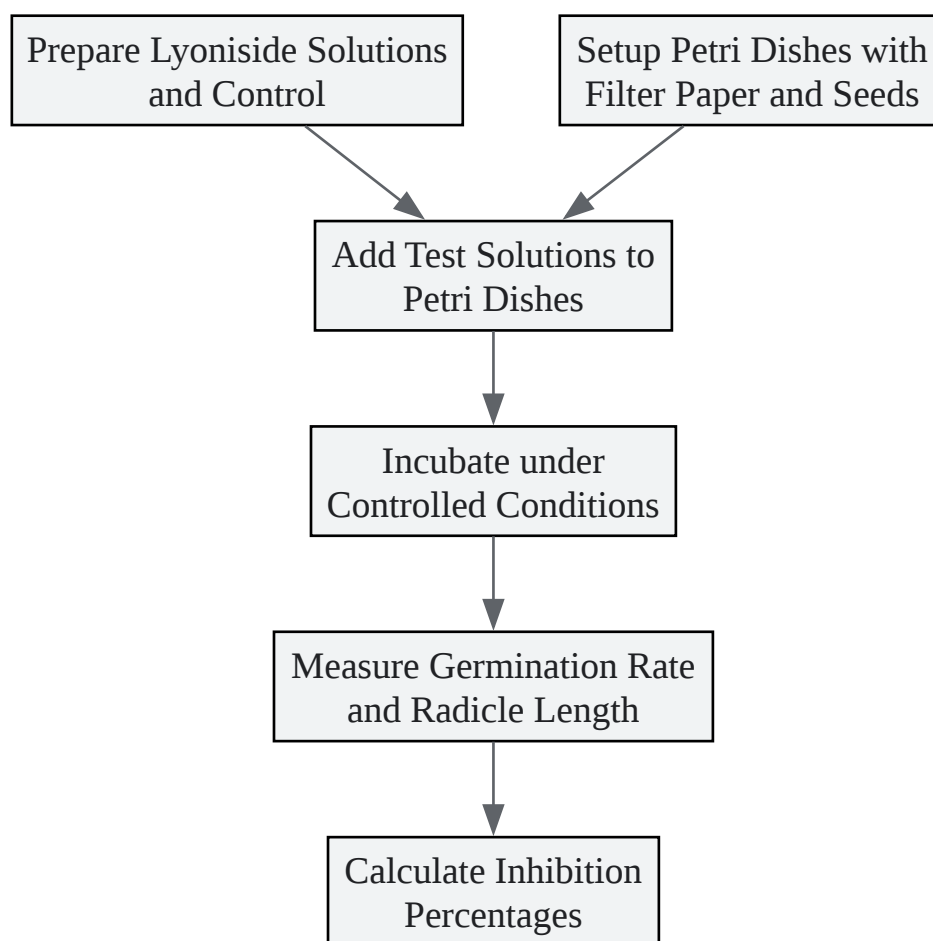 Prepare Lyoniside Solutions
and Control
Setup Petri Dishes with
Filter Paper and Seeds
Add Test Solutions to
Petri Dishes
Incubate under
Controlled Conditions
Measure Germination Rate
and Radicle Length
Calculate Inhibition
Percentages